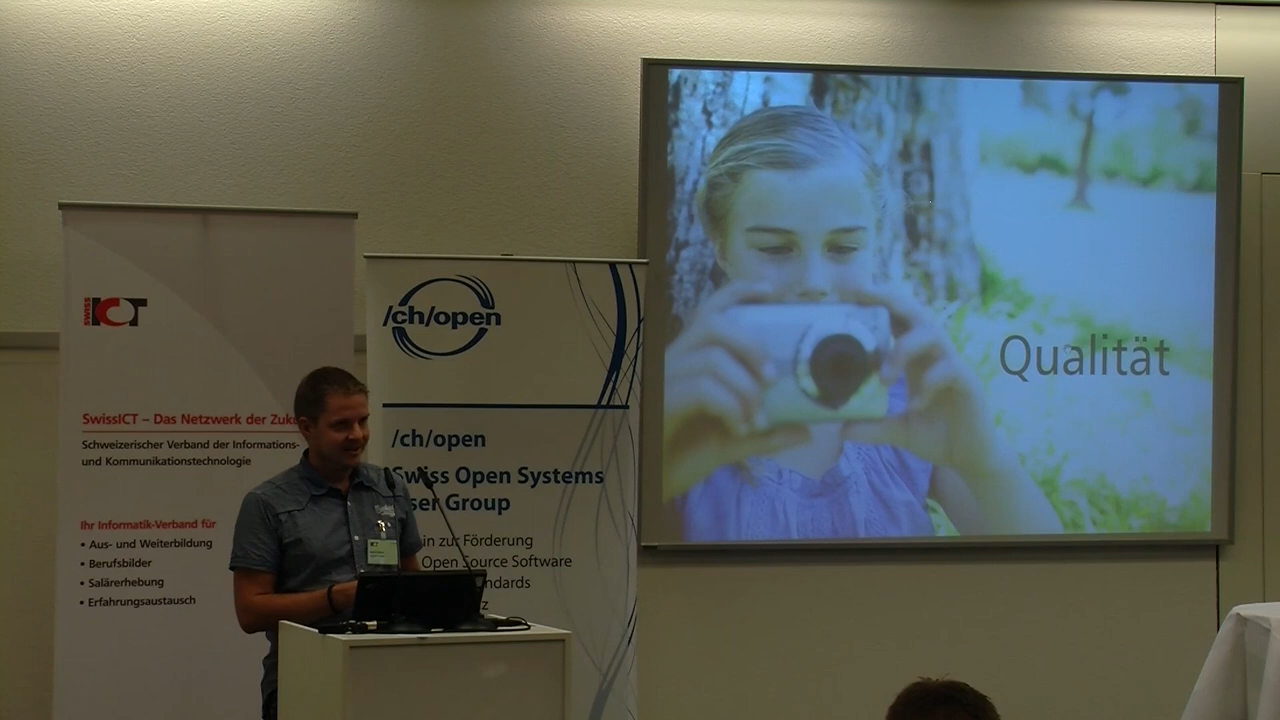 SWISS
ICT
SwissICT – Das Netzwerk der
Schweizerischer Verband der Informations-
und Kommunikationstechnologie
Ihr Informatik-Verband für
• Aus- und Weiterbildung
• Berufsbilder
• Salärerhebung
• Erfahrungsaustausch
/ch/open
/ch/open
Swiss Open Systems
ser Group
in zur Förderung
Open Source Software
ndards
z
Qualität